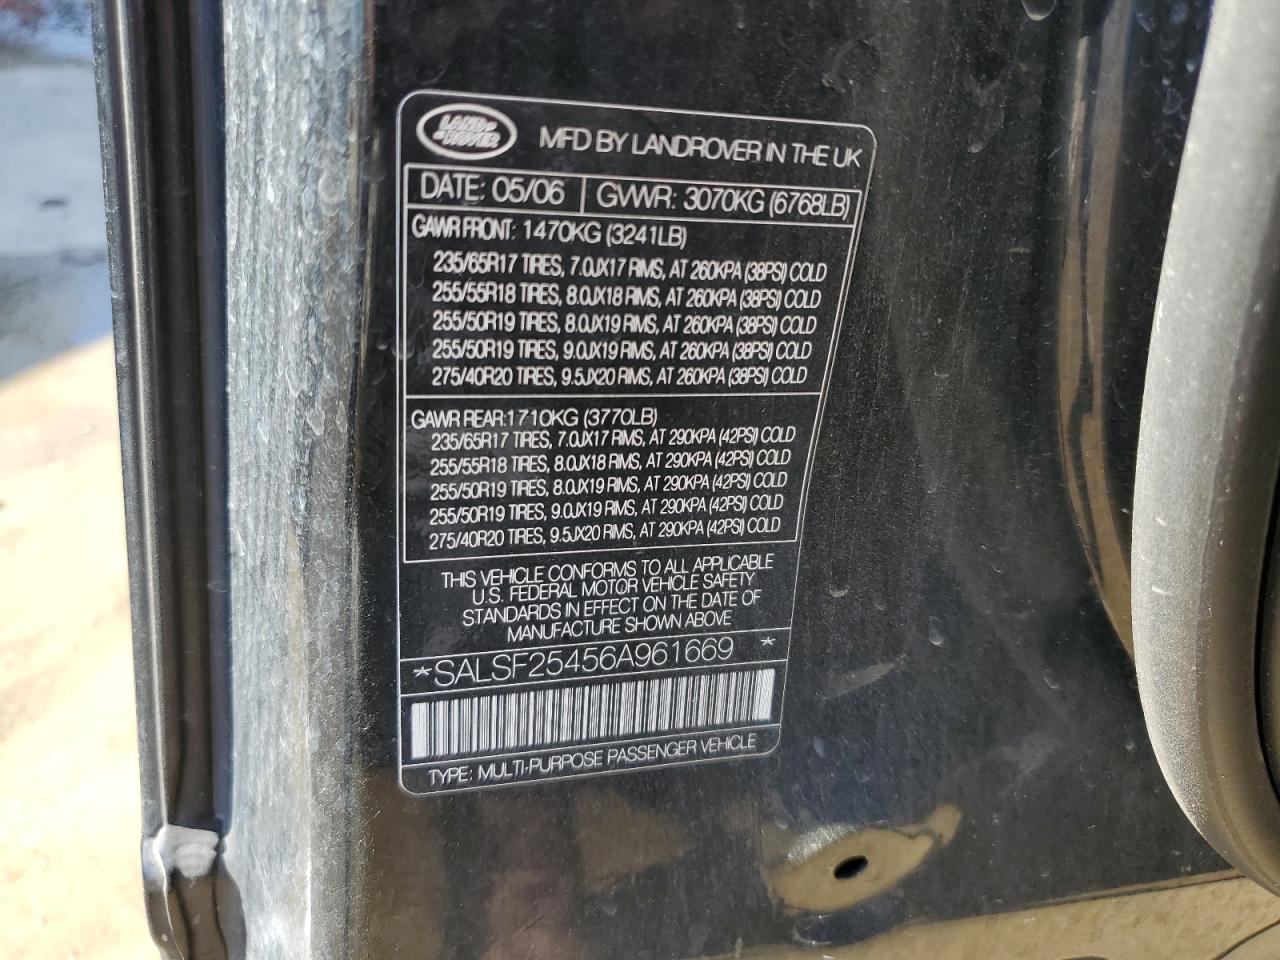 LAND ROVER
MFD BY LANDROVER IN THE UK
DATE: 05/06 GVWR: 3070KG (6768LB)
GAWR FRONT: 1470KG (3241LB)
235/65R17 TIRES, 7.0JX17 RIMS, AT 260KPA (38PSI) COLD
255/55R18 TIRES, 8.0JX18 RIMS, AT 260KPA (38PSI) COLD
255/50R19 TIRES, 8.0JX19 RIMS, AT 260KPA (38PSI) COLD
255/50R19 TIRES, 9.0JX19 RIMS, AT 260KPA (38PSI) COLD
275/40R20 TIRES, 9.5JX20 RIMS, AT 260KPA (38PSI) COLD
GAWR REAR:1710KG (3770LB)
235/65R17 TIRES, 7.0JX17 RIMS, AT 290KPA (42PSI) COLD
255/55R18 TIRES, 8.0JX18 RIMS, AT 290KPA (42PSI) COLD
255/50R19 TIRES, 8.0JX19 RIMS, AT 290KPA (42PSI) COLD
255/50R19 TIRES, 9.0JX19 RIMS, AT 290KPA (42PSI) COLD
275/40R20 TIRES, 9.5JX20 RIMS, AT 290KPA (42PSI) COLD
THIS VEHICLE CONFORMS TO ALL APPLICABLE
U.S. FEDERAL MOTOR VEHICLE SAFETY
STANDARDS IN EFFECT ON THE DATE OF
MANUFACTURE SHOWN ABOVE
*SALSF25456A961669 *
TYPE: MULTI-PURPOSE PASSENGER VEHICLE